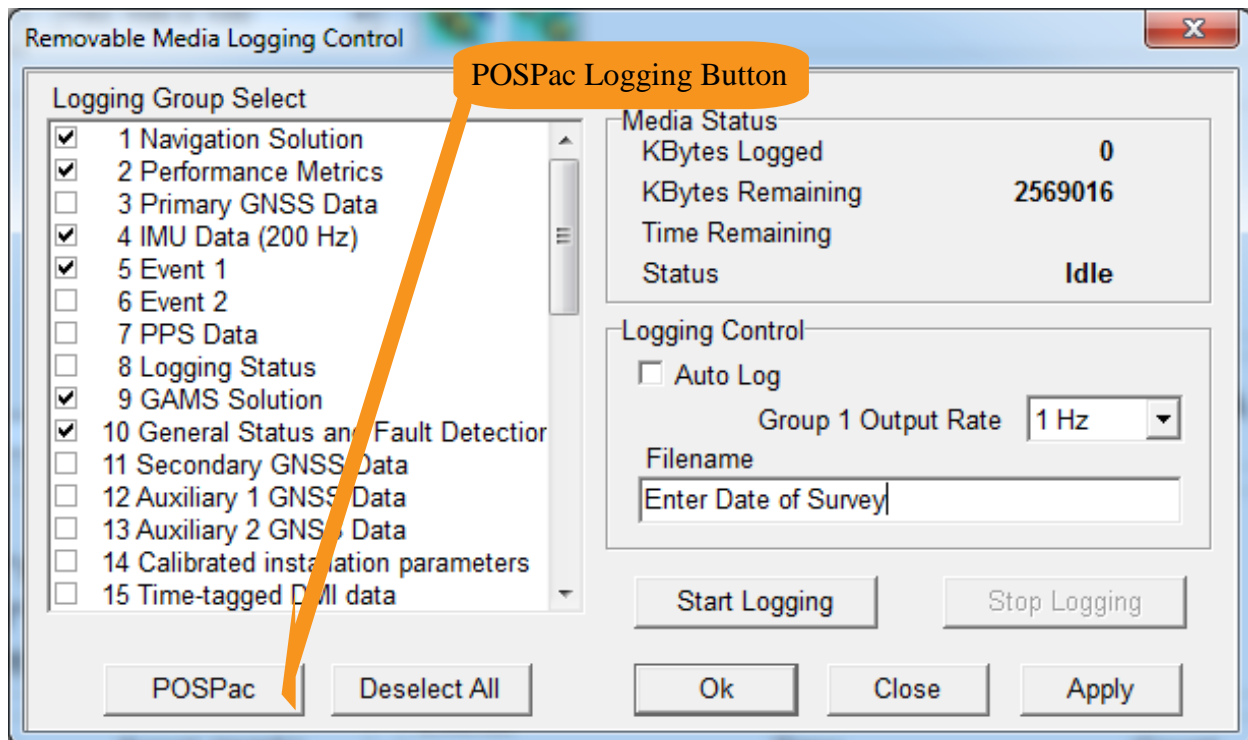 Removable Media Logging Control
X
POSPac Logging Button
Logging Group Select
1 Navigation Solution
2 Performance Metrics
3 Primary GNSS Data
4 IMU Data (200 Hz)
5 Event 1
6 Event 2
7 PPS Data
8 Logging Status
9 GAMS Solution
10 General Status and Fault Detection
11 Secondary GNSS Data
12 Auxiliary 1 GNSS Data
13 Auxiliary 2 GNSS Data
14 Calibrated installation parameters
15 Time-tagged DMI data
POSPac
Deselect All
Media Status
KBytes Logged 0
KBytes Remaining 2569016
Time Remaining
Status Idle
Logging Control
Auto Log
Group 1 Output Rate 1 Hz
Filename
Enter Date of Survey
Start Logging
Stop Logging
Ok
Close
Apply